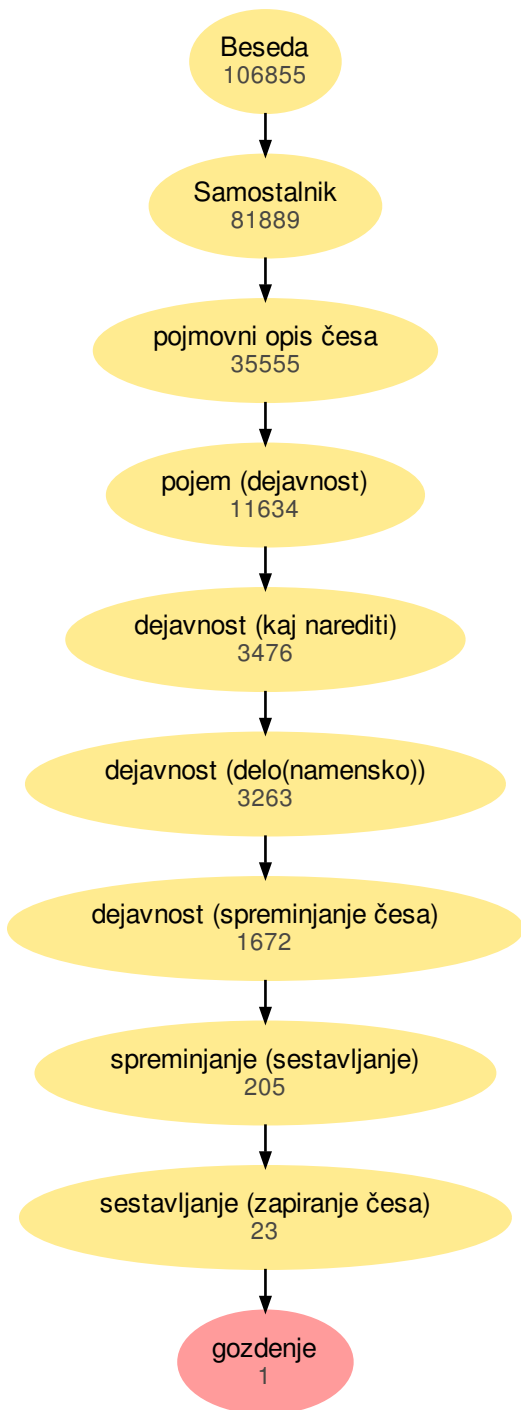 Beseda
106855
Samostalnik
81889
pojmovni opis česa
35555
pojem (dejavnost)
11634
dejavnost (kaj narediti)
3476
dejavnost (delo(namensko))
3263
dejavnost (spreminjanje česa)
1672
spreminjanje (sestavljanje)
205
sestavljanje (zapiranje česa)
23
gozdenje
1